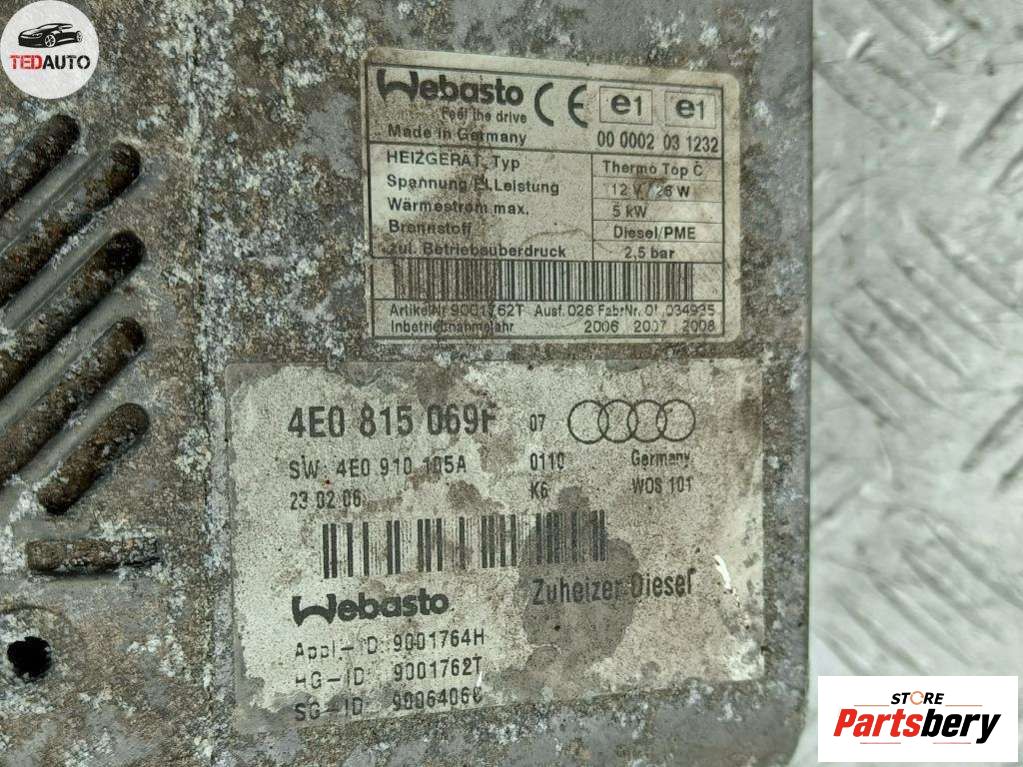 TEDAUTO
Webasto
Feel the drive
CE e1 e1
Made in Germany 00 0002 03 1232
HEIZGERÄT, Typ Thermo Top C
Spannung/El.Leistung 12 V / 28 W
Wärmestrom max. 5 kW
Brennstoff Diesel/PME
zul. Betriebsüberdruck 2,5 bar
Artikel Nr 9001762T Ausf. 026 FabrNr. 01 034935
Inbetriebnahmejahr 2006 2007 2008
4E0 815 069F 07
SW: 4E0 910 105A 0110 Germany
23 02 06 K6 WOS 101
Webasto Zuheizer Diesel
Appl.-ID: 9001764H
HG-ID: 9001762T
SG-ID: 9006406C
STORE
Partsbery